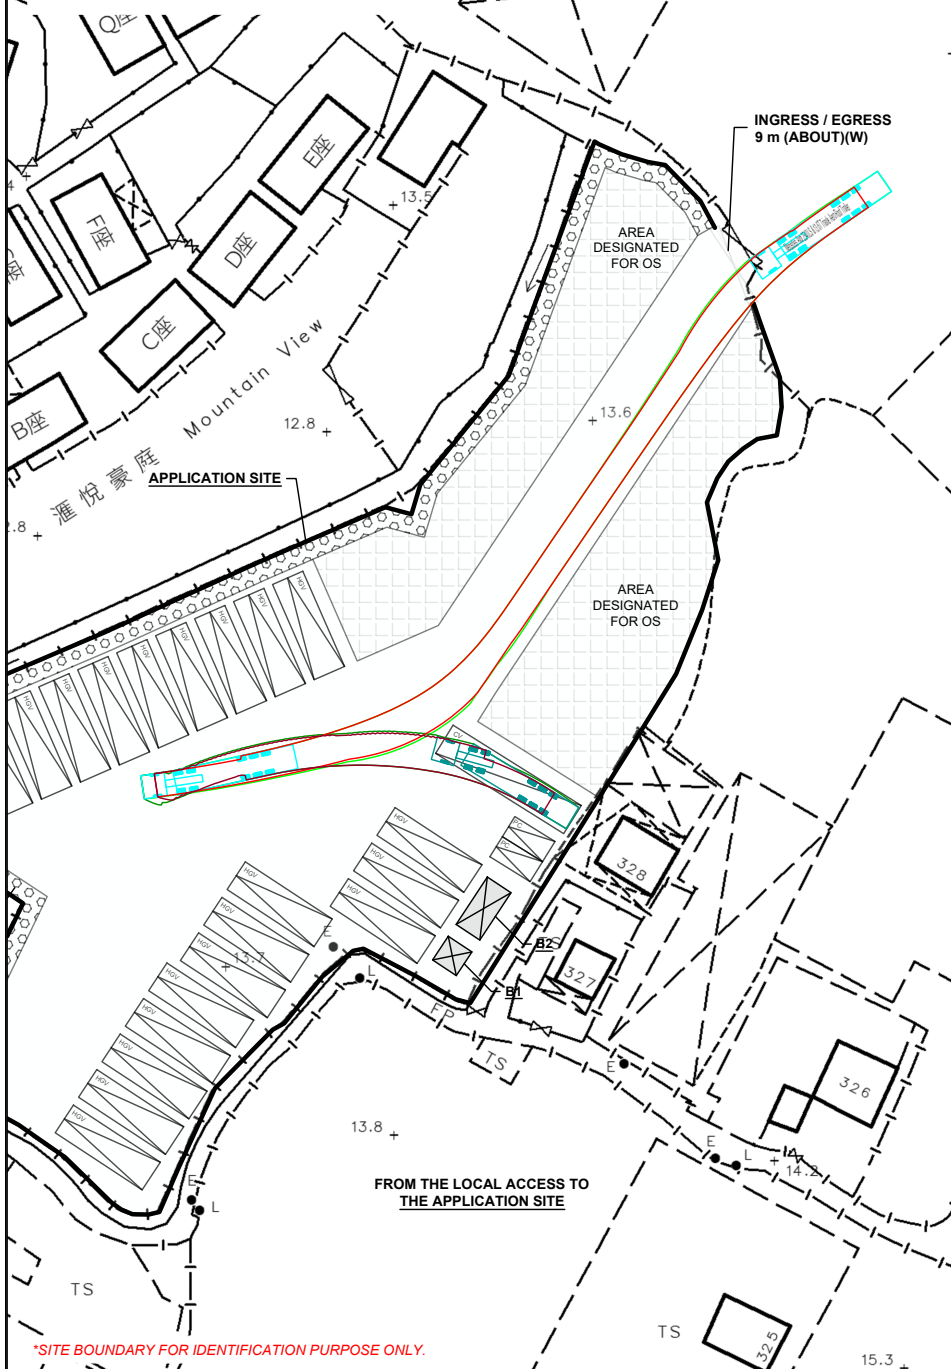 Q座
INGRESS / EGRESS
9 m (ABOUT)(W)
E座
13.5
F座
D座
AREA
DESIGNATED
FOR OS
C座
Mountain View
B座
12.8
13.6
滙悅豪庭
APPLICATION SITE
2.8
HGV
HGV
HGV
HGV
HGV
HGV
HGV
HGV
AREA
DESIGNATED
FOR OS
CV
HGV
PC
PC
HGV
HGV
328
HGV
HGV
E
B2
13.7
HGV
327
L
HGV
B1
FP
HGV
TS
HGV
E
326
HGV
HGV
13.8
E
L
14.2
FROM THE LOCAL ACCESS TO
THE APPLICATION SITE
E
L
TS
TS
325
*SITE BOUNDARY FOR IDENTIFICATION PURPOSE ONLY.
15.3